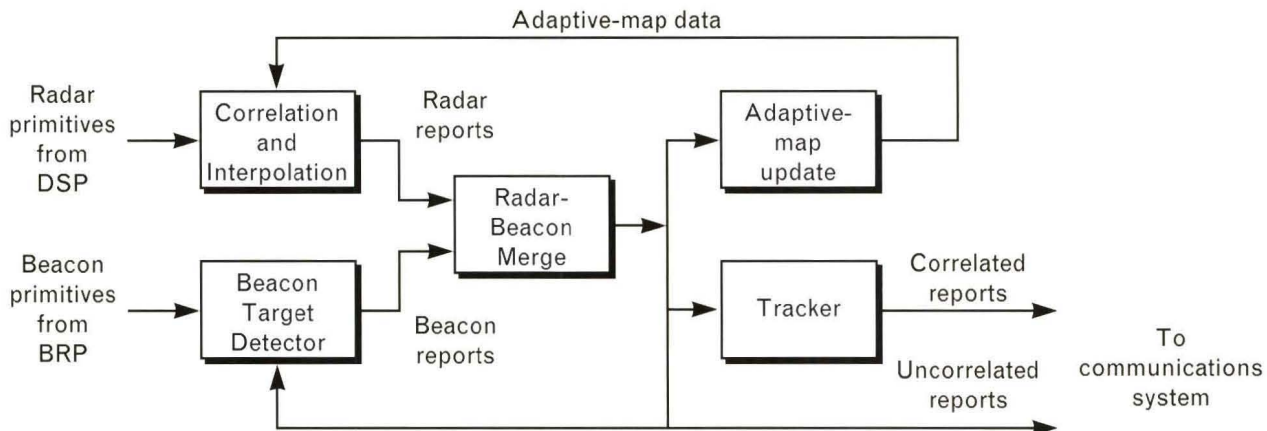 Adaptive-map data
Radar
primitives
from
DSP
Correlation
and
Interpolation
Radar
reports
Adaptive-
map
update
Radar-
Beacon
Merge
Beacon
primitives
from
BRP
Beacon
Target
Detector
Beacon
reports
Tracker
Correlated
reports
Uncorrelated
reports
To
communications
system